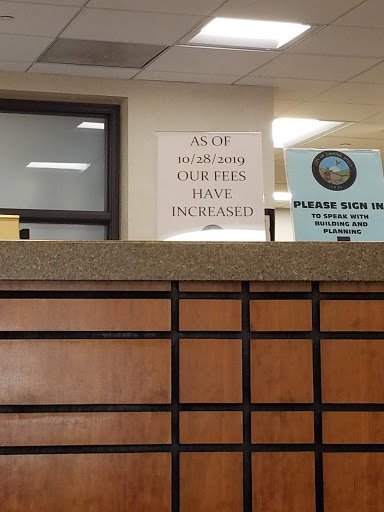 AS OF
10/28/2019
OUR FEES
HAVE
INCREASED
PLEASE SIGN IN
TO SPEAK WITH
BUILDING AND
PLANNING